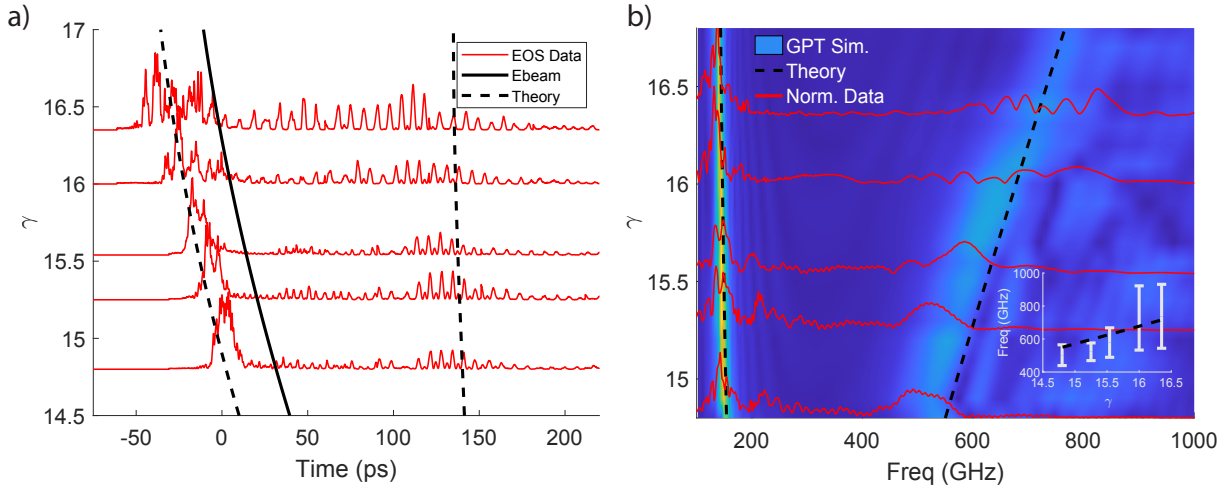 a)
17
16.5
16
15.5
15
14.5
γ
-50
0
50
100
150
200
Time (ps)
EOS Data
Ebeam
Theory
b)
16.5
16
15.5
15
γ
200
400
600
800
1000
Freq (GHz)
GPT Sim.
Theory
Norm. Data
1000
800
600
400
Freq (GHz)
14.5
15
15.5
16
16.5
γ